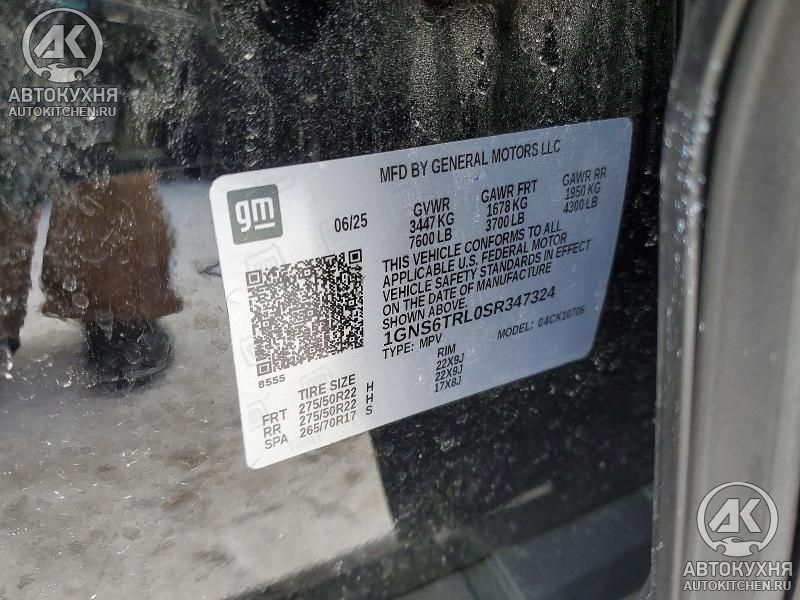 АК
АВТОКУХНЯ
AUTOKITCHEN.RU
MFD BY GENERAL MOTORS LLC
gm
06/25
GVWR GAWR FRT GAWR RR
3447 KG 1678 KG 1950 KG
7600 LB 3700 LB 4300 LB
THIS VEHICLE CONFORMS TO ALL
APPLICABLE U.S. FEDERAL MOTOR
VEHICLE SAFETY STANDARDS IN EFFECT
ON THE DATE OF MANUFACTURE
SHOWN ABOVE.
1GNS6TRL0SR347324
TYPE: MPV MODEL: 04CK10706
8555
TIRE SIZE RIM
FRT 275/50R22 H 22X9J
RR 275/50R22 H 22X9J
SPA 265/70R17 S 17X8J
АК
АВТОКУХНЯ
AUTOKITCHEN.RU